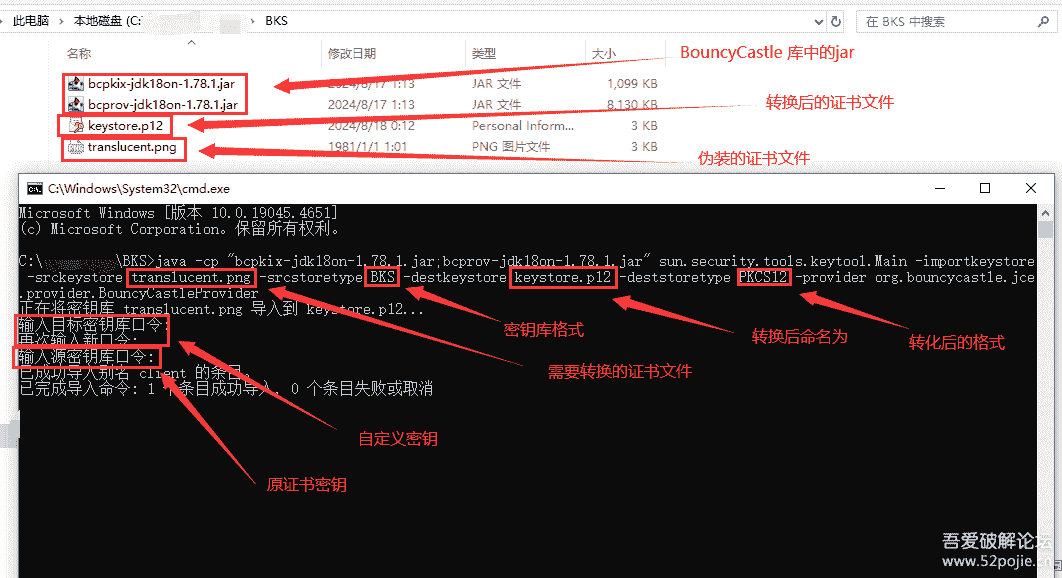 此电脑 › 本地磁盘 (C: › BKS
在 BKS 中搜索
名称 修改日期 类型 大小
BouncyCastle 库中的jar
bcpkix-jdk18on-1.78.1.jar 2024/8/17 1:13 JAR 文件 1,099 KB
bcprov-jdk18on-1.78.1.jar 2024/8/17 1:13 JAR 文件 8,130 KB
转换后的证书文件
keystore.p12 2024/8/18 0:12 Personal Inform... 3 KB
translucent.png 1981/1/1 1:01 PNG 图片文件 3 KB
伪装的证书文件
C:\Windows\System32\cmd.exe
Microsoft Windows [版本 10.0.19045.4651]
(c) Microsoft Corporation。保留所有权利。
C:\ \BKS>java -cp "bcpkix-jdk18on-1.78.1.jar;bcprov-jdk18on-1.78.1.jar" sun.security.tools.keytool.Main -importkeystore
-srckeystore translucent.png -srcstoretype BKS -destkeystore keystore.p12 -deststoretype PKCS12 -provider org.bouncycastle.jce
.provider.BouncyCastleProvider
正在将密钥库 translucent.png 导入到 keystore.p12...
输入目标密钥库口令:
再次输入新口令:
输入源密钥库口令:
已成功导入别名 client 的条目。
已完成导入命令: 1 个条目成功导入, 0 个条目失败或取消
密钥库格式
转换后命名为
转化后的格式
需要转换的证书文件
自定义密钥
原证书密钥
吾爱破解论坛
www.52pojie.cn